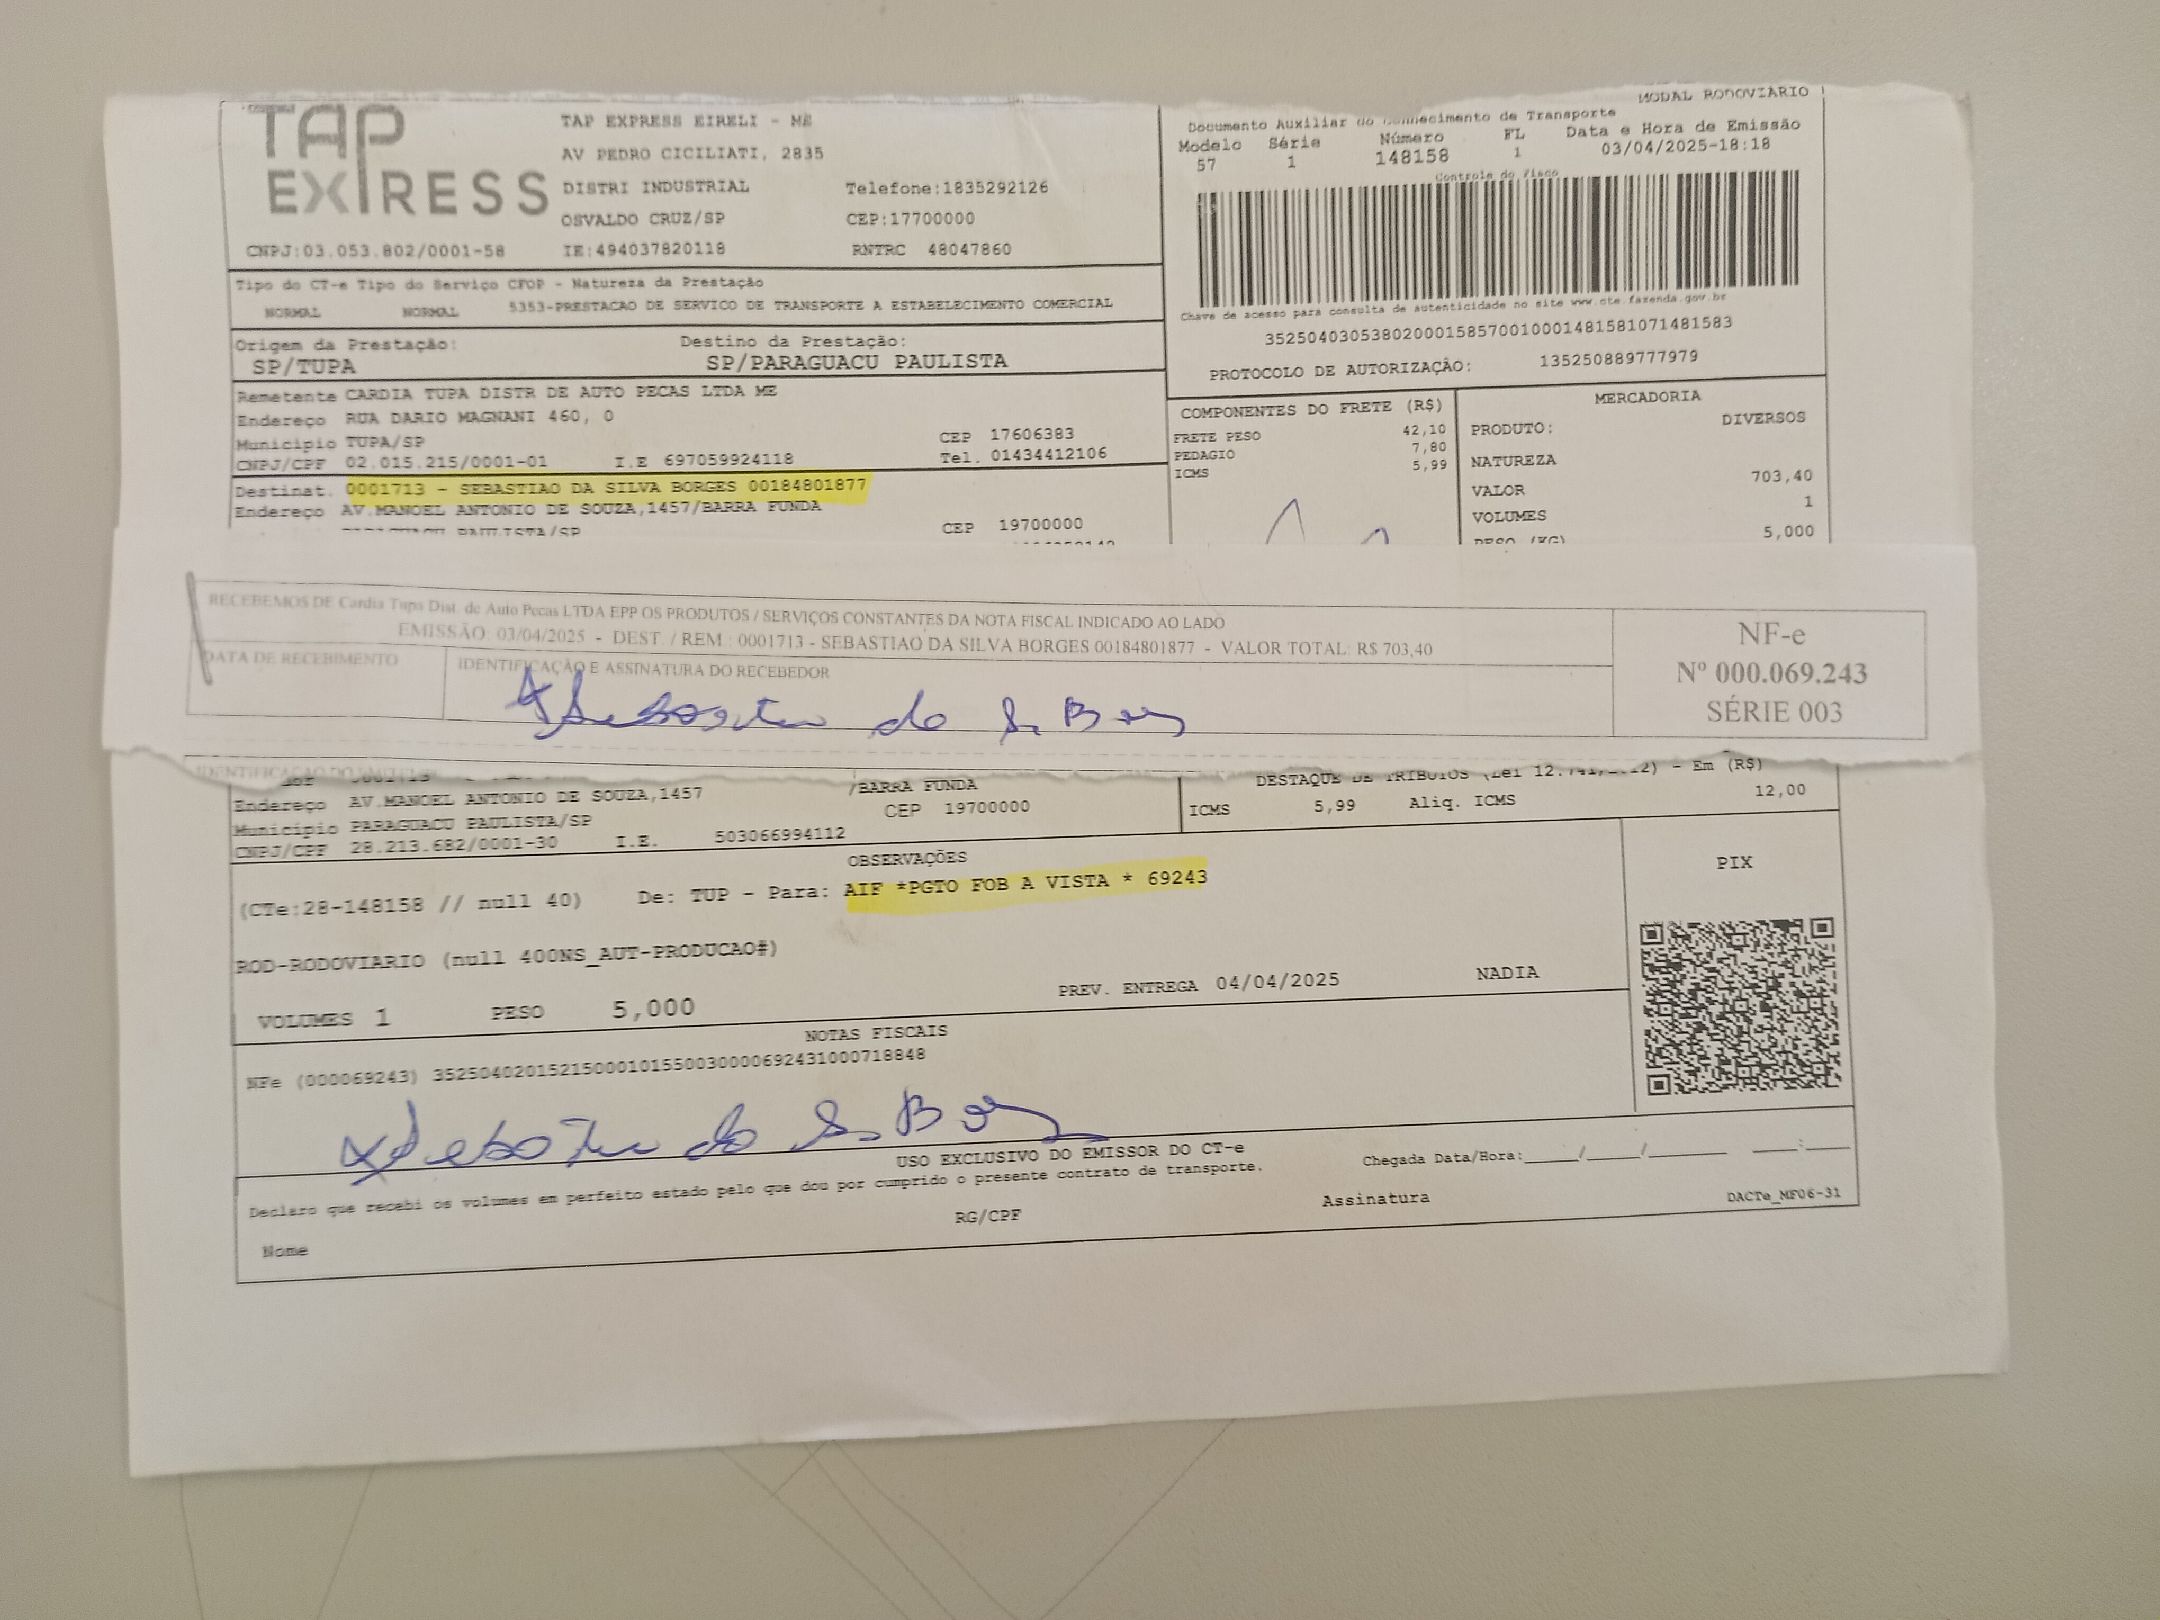 MODAL RODOVIARIO
TAP EXPRESS
TAP EXPRESS EIRELI - ME
AV PEDRO CICILIATI, 2835
DISTRI INDUSTRIAL Telefone:1835292126
OSVALDO CRUZ/SP CEP:17700000
CNPJ:03.053.802/0001-58 IE:494037820118 RNTRC 48047860
Documento Auxiliar do Conhecimento de Transporte
Modelo Série Número FL Data e Hora de Emissão
57 1 148158 1 03/04/2025-18:18
Controle do Fisco
Chave de acesso para consulta de autenticidade no site www.cte.fazenda.gov.br
35250403053802000158570010001481581071481583
PROTOCOLO DE AUTORIZAÇÃO: 135250889777979
Tipo do CT-e Tipo do Serviço CFOP - Natureza da Prestação
NORMAL NORMAL 5353-PRESTACAO DE SERVICO DE TRANSPORTE A ESTABELECIMENTO COMERCIAL
Origem da Prestação: Destino da Prestação:
SP/TUPA SP/PARAGUACU PAULISTA
Remetente CARDIA TUPA DISTR DE AUTO PECAS LTDA ME
Endereço RUA DARIO MAGNANI 460, 0
Municipio TUPA/SP CEP 17606383
CNPJ/CPF 02.015.215/0001-01 I.E 697059924118 Tel. 01434412106
Destinat. 0001713 - SEBASTIAO DA SILVA BORGES 00184801877
Endereço AV.MANOEL ANTONIO DE SOUZA,1457/BARRA FUNDA
PAULISTA/SP CEP 19700000
COMPONENTES DO FRETE (R$)
FRETE PESO 42,10
PEDAGIO 7,80
ICMS 5,99
MERCADORIA
PRODUTO: DIVERSOS
NATUREZA
VALOR 703,40
VOLUMES 1
PESO (KG) 5,000
RECEBEMOS DE Cardia Tupa Dist. de Auto Pecas LTDA EPP OS PRODUTOS / SERVIÇOS CONSTANTES DA NOTA FISCAL INDICADO AO LADO
EMISSÃO: 03/04/2025 - DEST. / REM.: 0001713 - SEBASTIAO DA SILVA BORGES 00184801877 - VALOR TOTAL: R$ 703,40
DATA DE RECEBIMENTO IDENTIFICAÇÃO E ASSINATURA DO RECEBEDOR
NF-e
Nº 000.069.243
SÉRIE 003
DESTAQUE DE TRIBUTOS (Lei 12.741/2012) - Em (R$)
ICMS 5,99 Aliq. ICMS 12,00
Endereço AV.MANOEL ANTONIO DE SOUZA,1457 /BARRA FUNDA
Municipio PARAGUACU PAULISTA/SP CEP 19700000
CNPJ/CPF 28.213.682/0001-30 I.E. 503066994112
OBSERVAÇÕES
(CTe:28-148158 // null 40) De: TUP - Para: AIF *PGTO FOB A VISTA * 69243
ROD-RODOVIARIO (null 400NS_AUT-PRODUCAO#)
PREV. ENTREGA 04/04/2025 NADIA
VOLUMES 1 PESO 5,000
PIX
NOTAS FISCAIS
NFe (000069243) 35250402015215000101550030000692431000718848
USO EXCLUSIVO DO EMISSOR DO CT-e
Declaro que recebi os volumes em perfeito estado pelo que dou por cumprido o presente contrato de transporte.
Chegada Data/Hora:_____/_____/_______ ____:____
Nome RG/CPF Assinatura DACTe_MF06-31